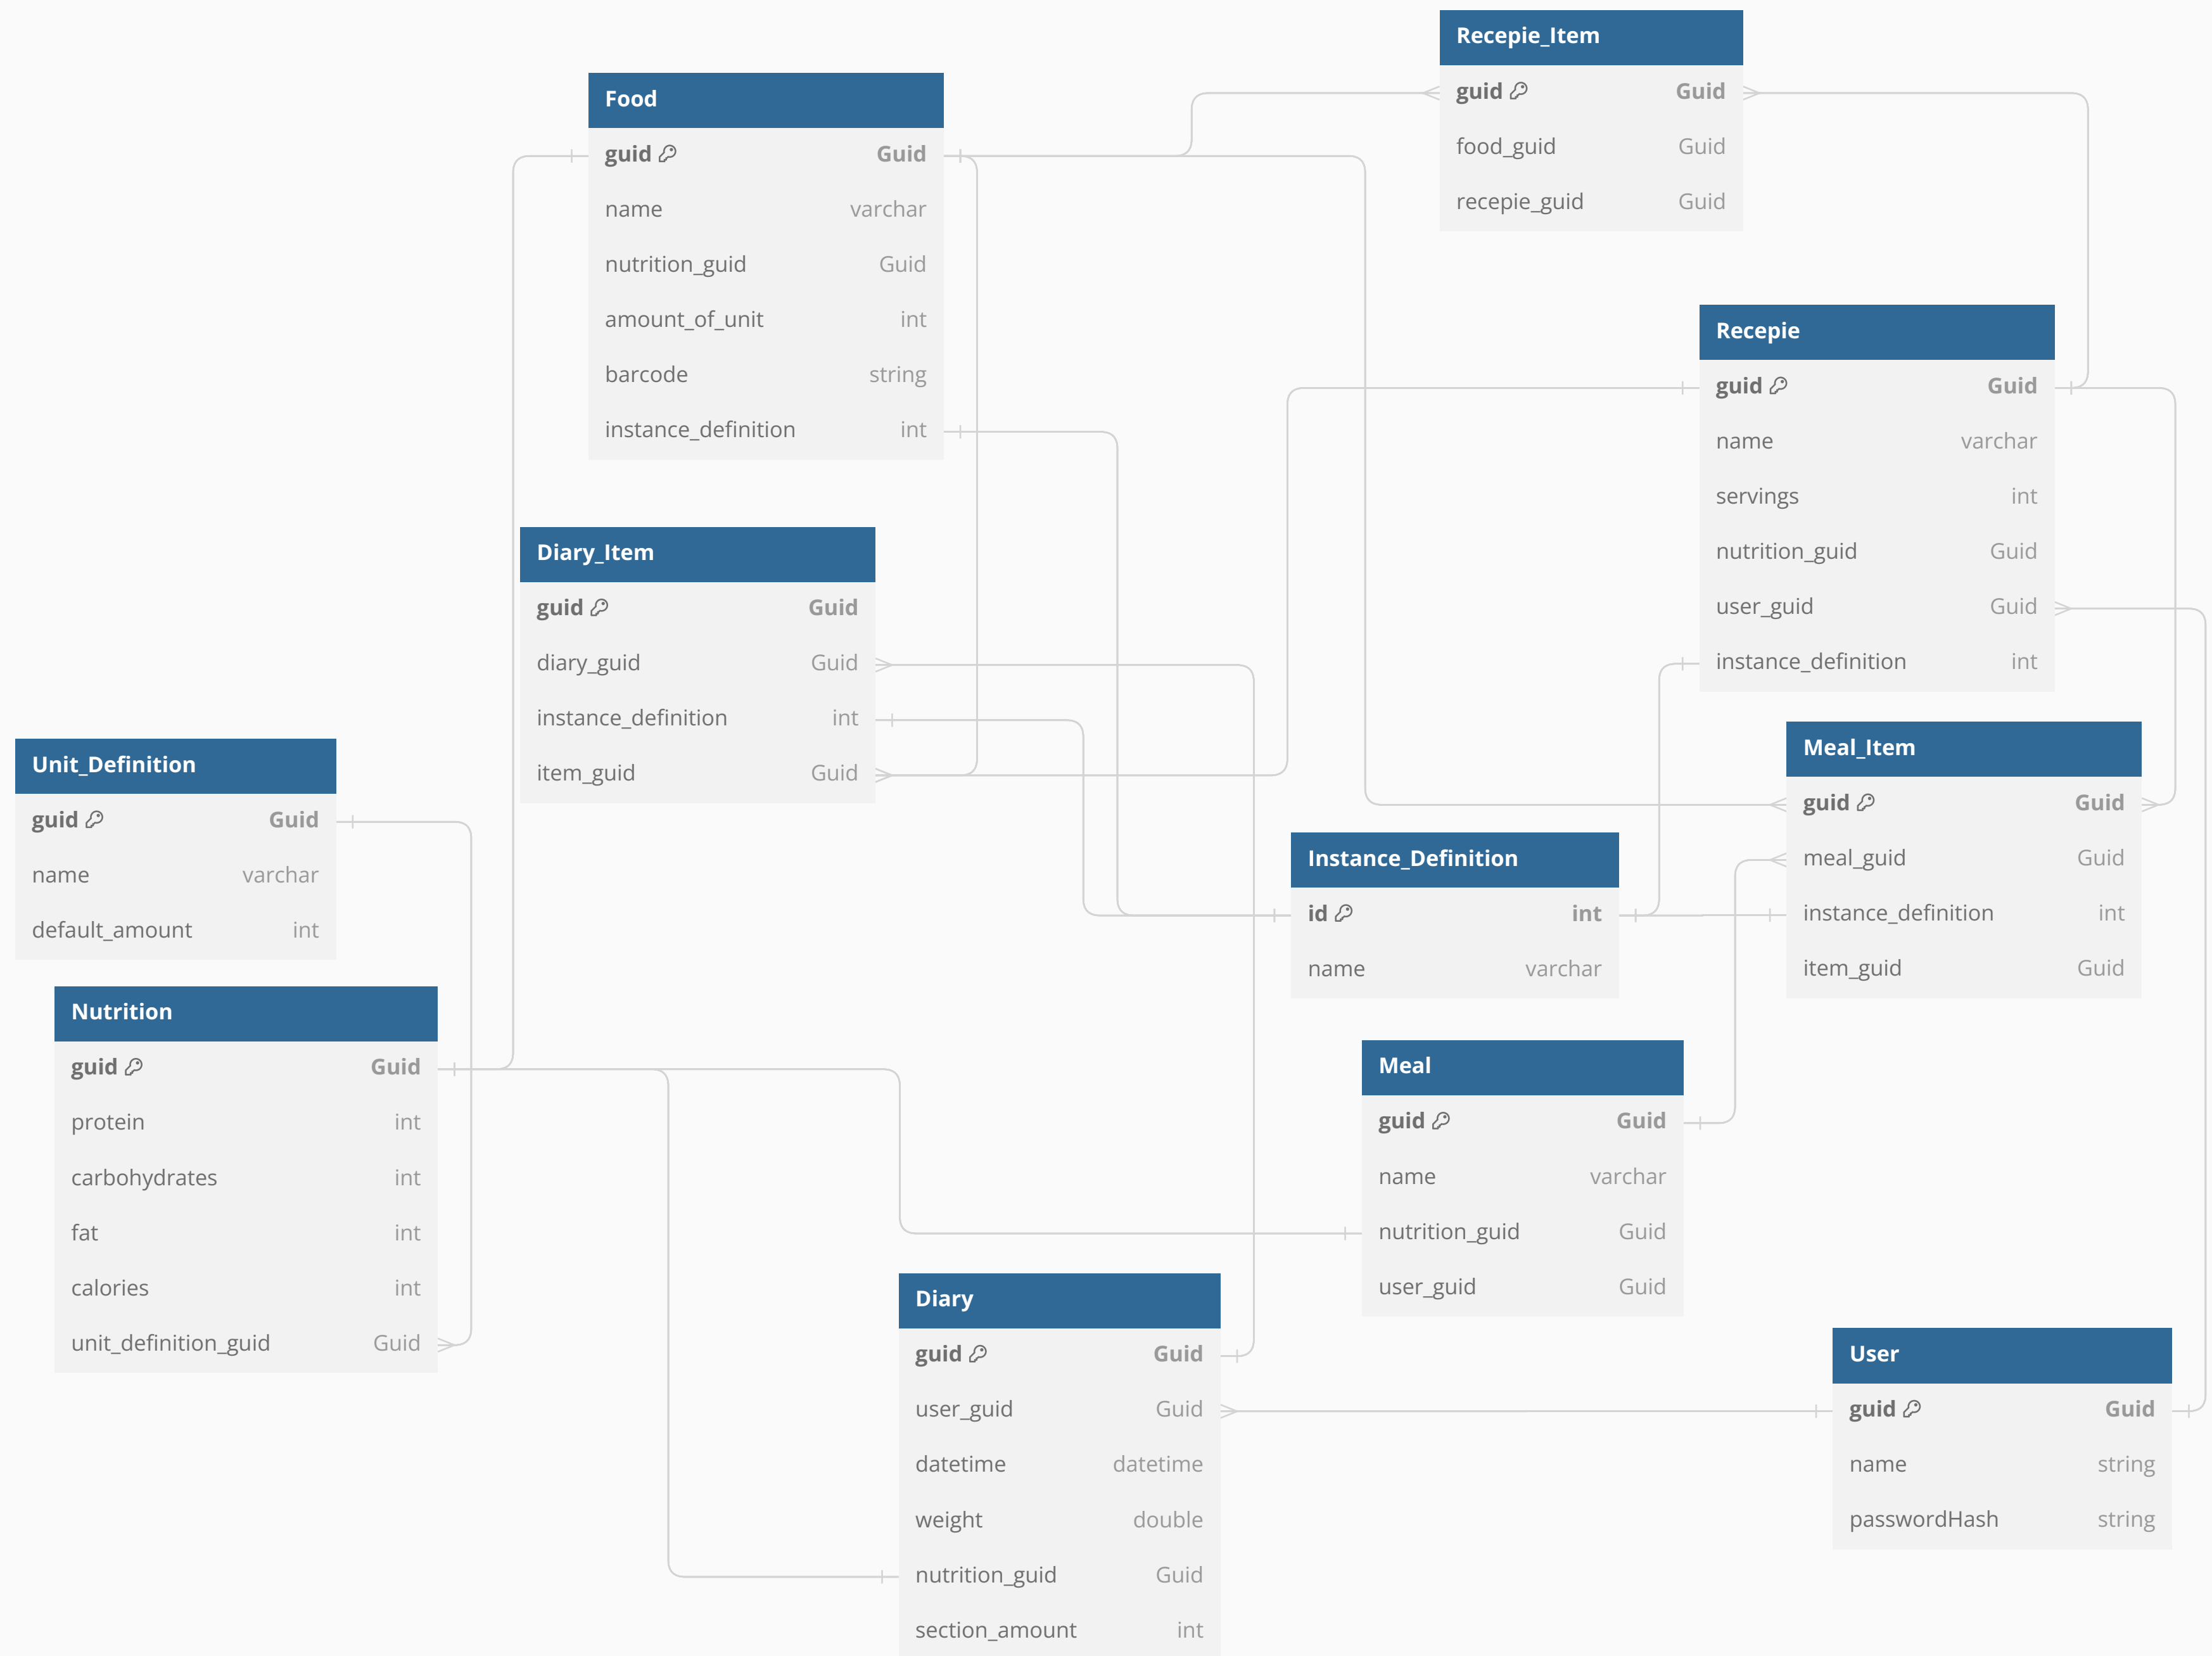 Recepie_Item
guid Guid
food_guid Guid
recepie_guid Guid
Food
guid Guid
name varchar
nutrition_guid Guid
amount_of_unit int
barcode string
instance_definition int
Recepie
guid Guid
name varchar
servings int
nutrition_guid Guid
user_guid Guid
instance_definition int
Diary_Item
guid Guid
diary_guid Guid
instance_definition int
item_guid Guid
Unit_Definition
guid Guid
name varchar
default_amount int
Meal_Item
guid Guid
meal_guid Guid
instance_definition int
item_guid Guid
Instance_Definition
id int
name varchar
Nutrition
guid Guid
protein int
carbohydrates int
fat int
calories int
unit_definition_guid Guid
Meal
guid Guid
name varchar
nutrition_guid Guid
user_guid Guid
Diary
guid Guid
user_guid Guid
datetime datetime
weight double
nutrition_guid Guid
section_amount int
User
guid Guid
name string
passwordHash string